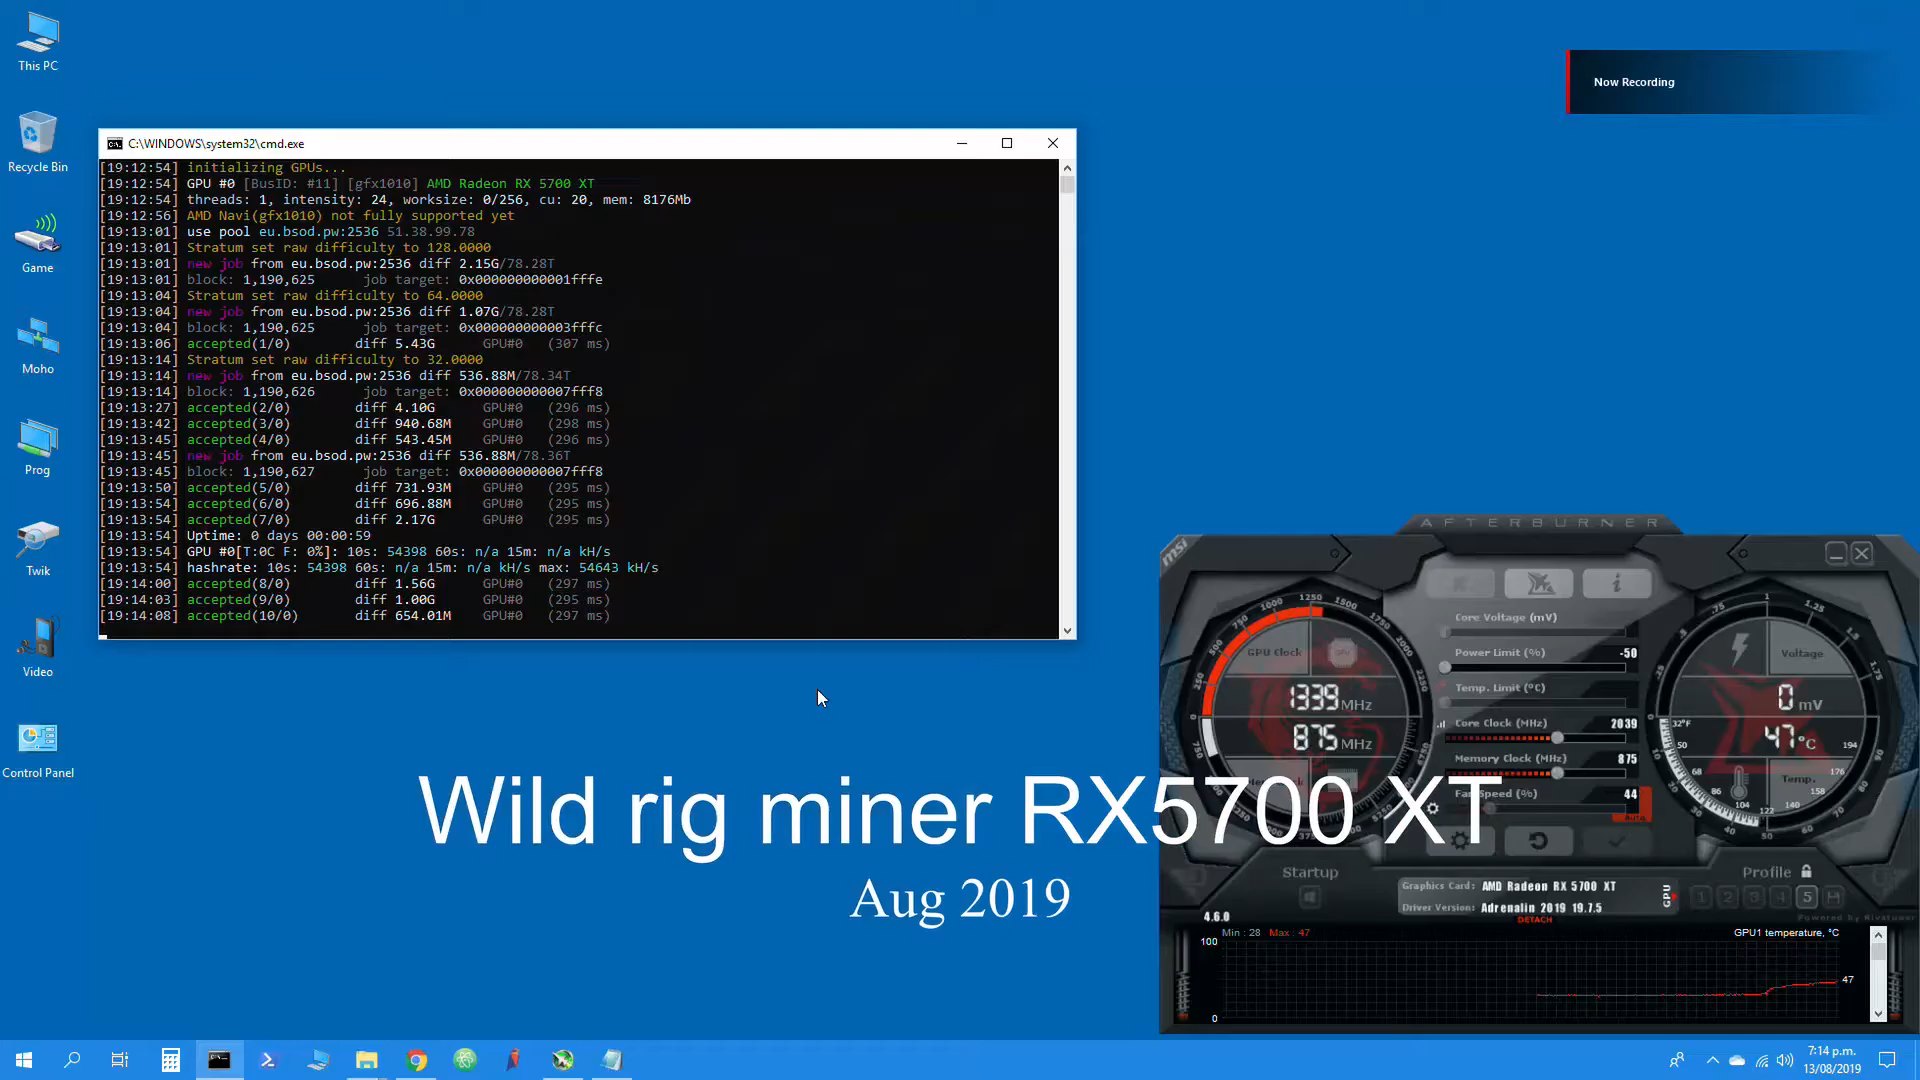 This PC
Recycle Bin
Game
Moho
Prog
Twik
Video
Control Panel
Now Recording
C:\WINDOWS\system32\cmd.exe
[19:12:54] initializing GPUs...
[19:12:54] GPU #0 [BusID: #11] [gfx1010] AMD Radeon RX 5700 XT
[19:12:54] threads: 1, intensity: 24, worksize: 0/256, cu: 20, mem: 8176Mb
[19:12:56] AMD Navi(gfx1010) not fully supported yet
[19:13:01] use pool eu.bsod.pw:2536 51.38.99.78
[19:13:01] Stratum set raw difficulty to 128.0000
[19:13:01] new job from eu.bsod.pw:2536 diff 2.15G/78.28T
[19:13:01] block: 1,190,625 job target: 0x000000000001fffe
[19:13:04] Stratum set raw difficulty to 64.0000
[19:13:04] new job from eu.bsod.pw:2536 diff 1.07G/78.28T
[19:13:04] block: 1,190,625 job target: 0x000000000003fffc
[19:13:06] accepted(1/0) diff 5.43G GPU#0 (307 ms)
[19:13:14] Stratum set raw difficulty to 32.0000
[19:13:14] new job from eu.bsod.pw:2536 diff 536.88M/78.34T
[19:13:14] block: 1,190,626 job target: 0x000000000007fff8
[19:13:27] accepted(2/0) diff 4.10G GPU#0 (296 ms)
[19:13:42] accepted(3/0) diff 940.68M GPU#0 (298 ms)
[19:13:45] accepted(4/0) diff 543.45M GPU#0 (296 ms)
[19:13:45] new job from eu.bsod.pw:2536 diff 536.88M/78.36T
[19:13:45] block: 1,190,627 job target: 0x000000000007fff8
[19:13:50] accepted(5/0) diff 731.93M GPU#0 (295 ms)
[19:13:54] accepted(6/0) diff 696.88M GPU#0 (295 ms)
[19:13:54] accepted(7/0) diff 2.17G GPU#0 (295 ms)
[19:13:54] Uptime: 0 days 00:00:59
[19:13:54] GPU #0[T:0C F: 0%]: 10s: 54398 60s: n/a 15m: n/a kH/s
[19:13:54] hashrate: 10s: 54398 60s: n/a 15m: n/a kH/s max: 54643 kH/s
[19:14:00] accepted(8/0) diff 1.56G GPU#0 (297 ms)
[19:14:03] accepted(9/0) diff 1.00G GPU#0 (295 ms)
[19:14:08] accepted(10/0) diff 654.01M GPU#0 (297 ms)
AFTERBURNER
msi
GPU Clock
1339 MHz
875 MHz
Core Voltage (mV)
Power Limit (%) -50
Temp. Limit (°C)
Core Clock (MHz) 2039
Memory Clock (MHz) 875
Fan Speed (%) 44
Voltage
0 mV
47 °C
Temp.
Wild rig miner RX5700 XT
Aug 2019
Startup
Graphics Card: AMD Radeon RX 5700 XT
Driver Version: Adrenalin 2019 19.7.5
GPU
DETACH
Profile
1 2 3 4 5
Powered by Rivatuner
4.6.0
Min : 28 Max : 47
GPU1 temperature, °C
100
47
0
7:14 p.m.
13/08/2019